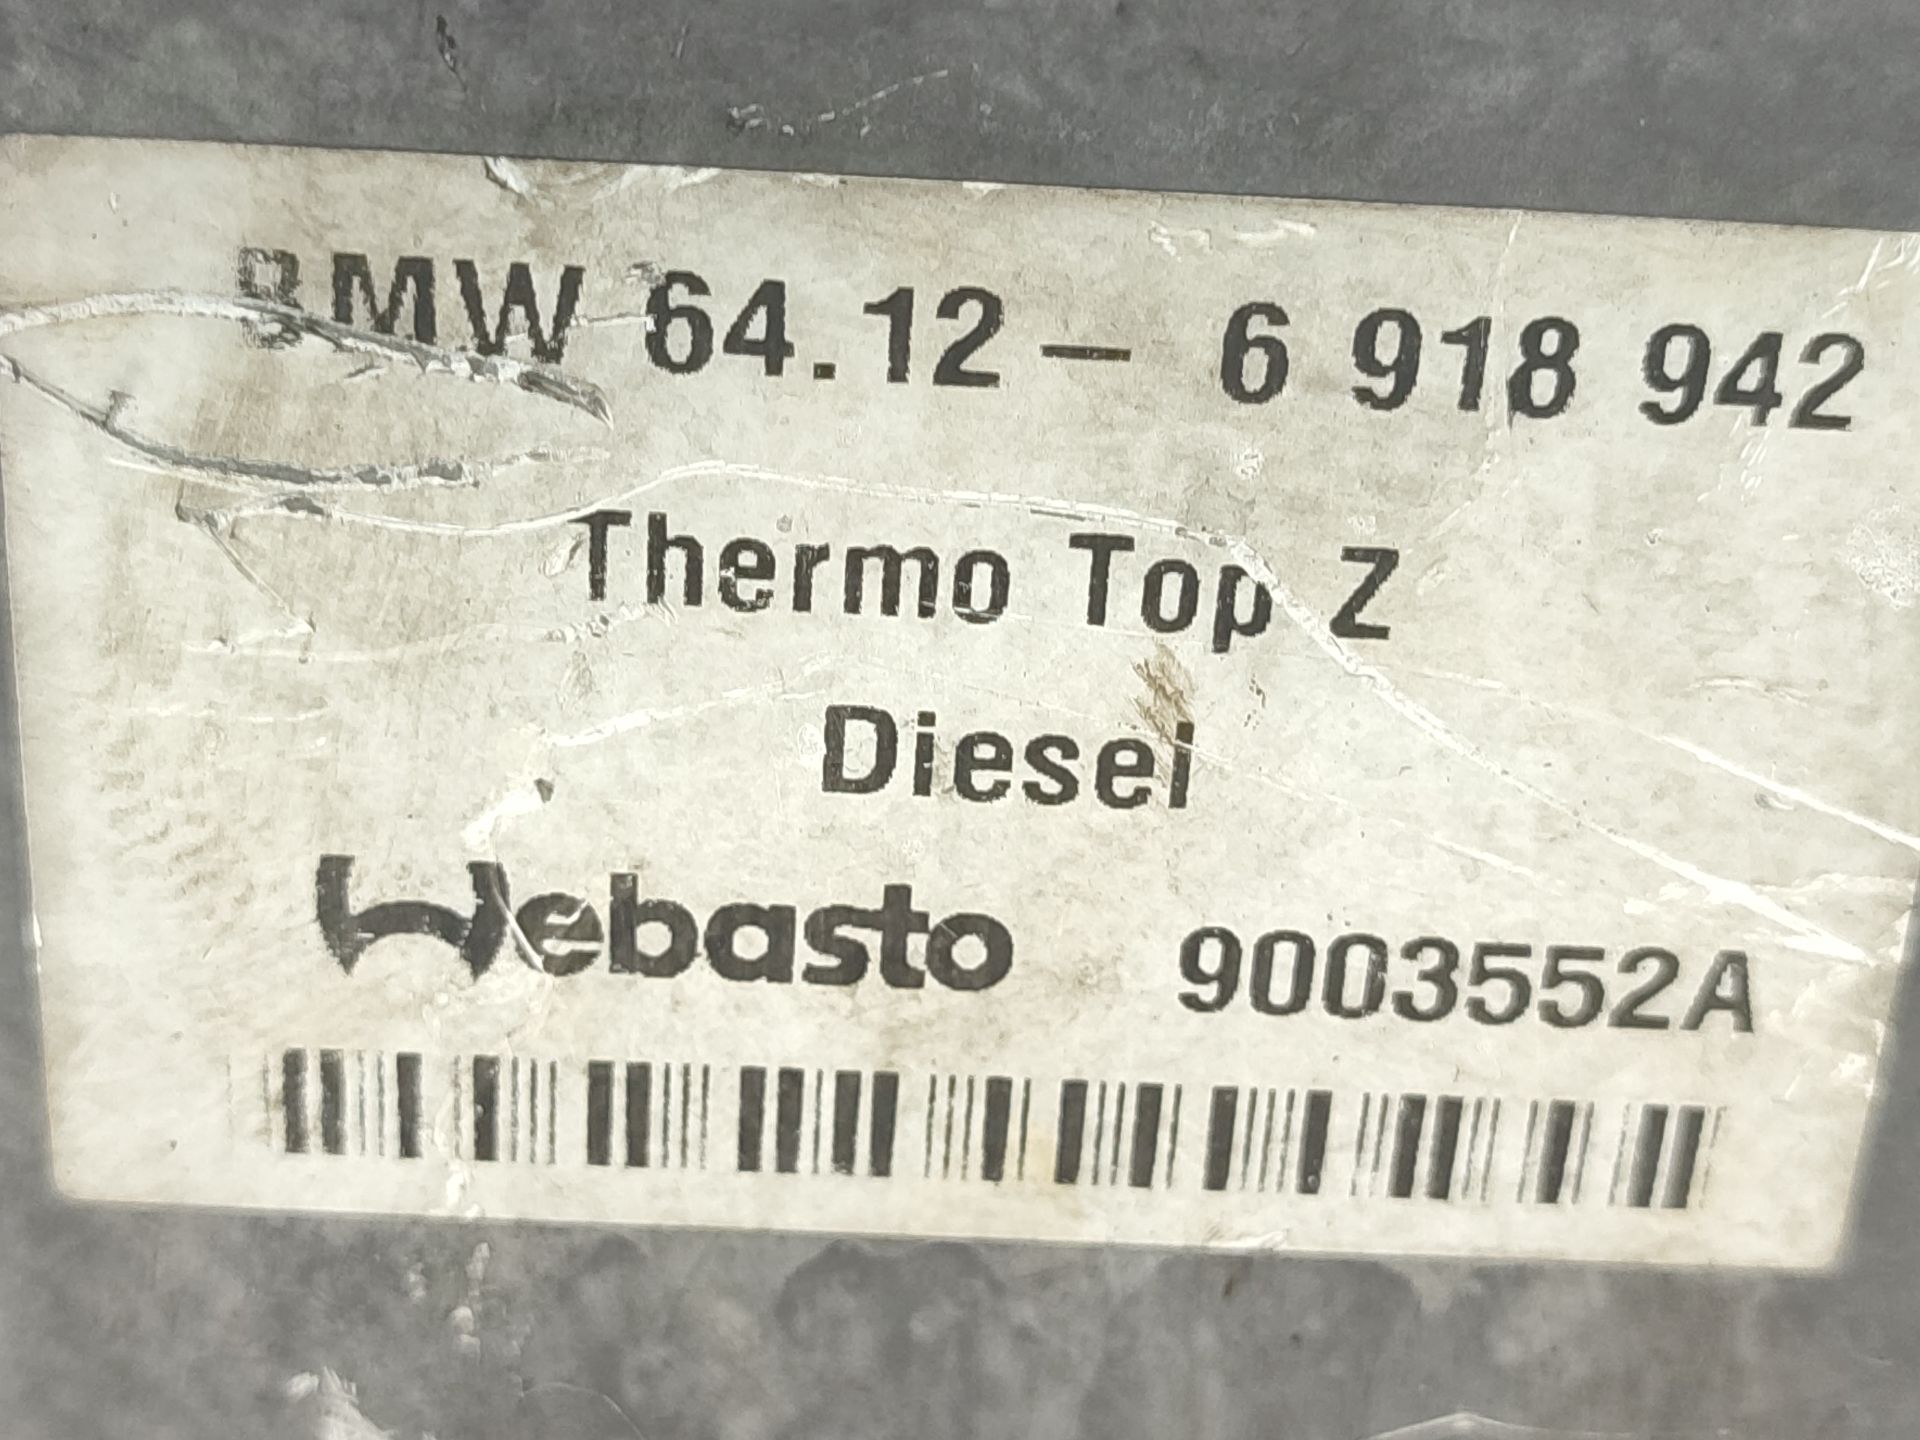 BMW 64.12- 6 918 942
Thermo Top Z
Diesel
Webasto 9003552A